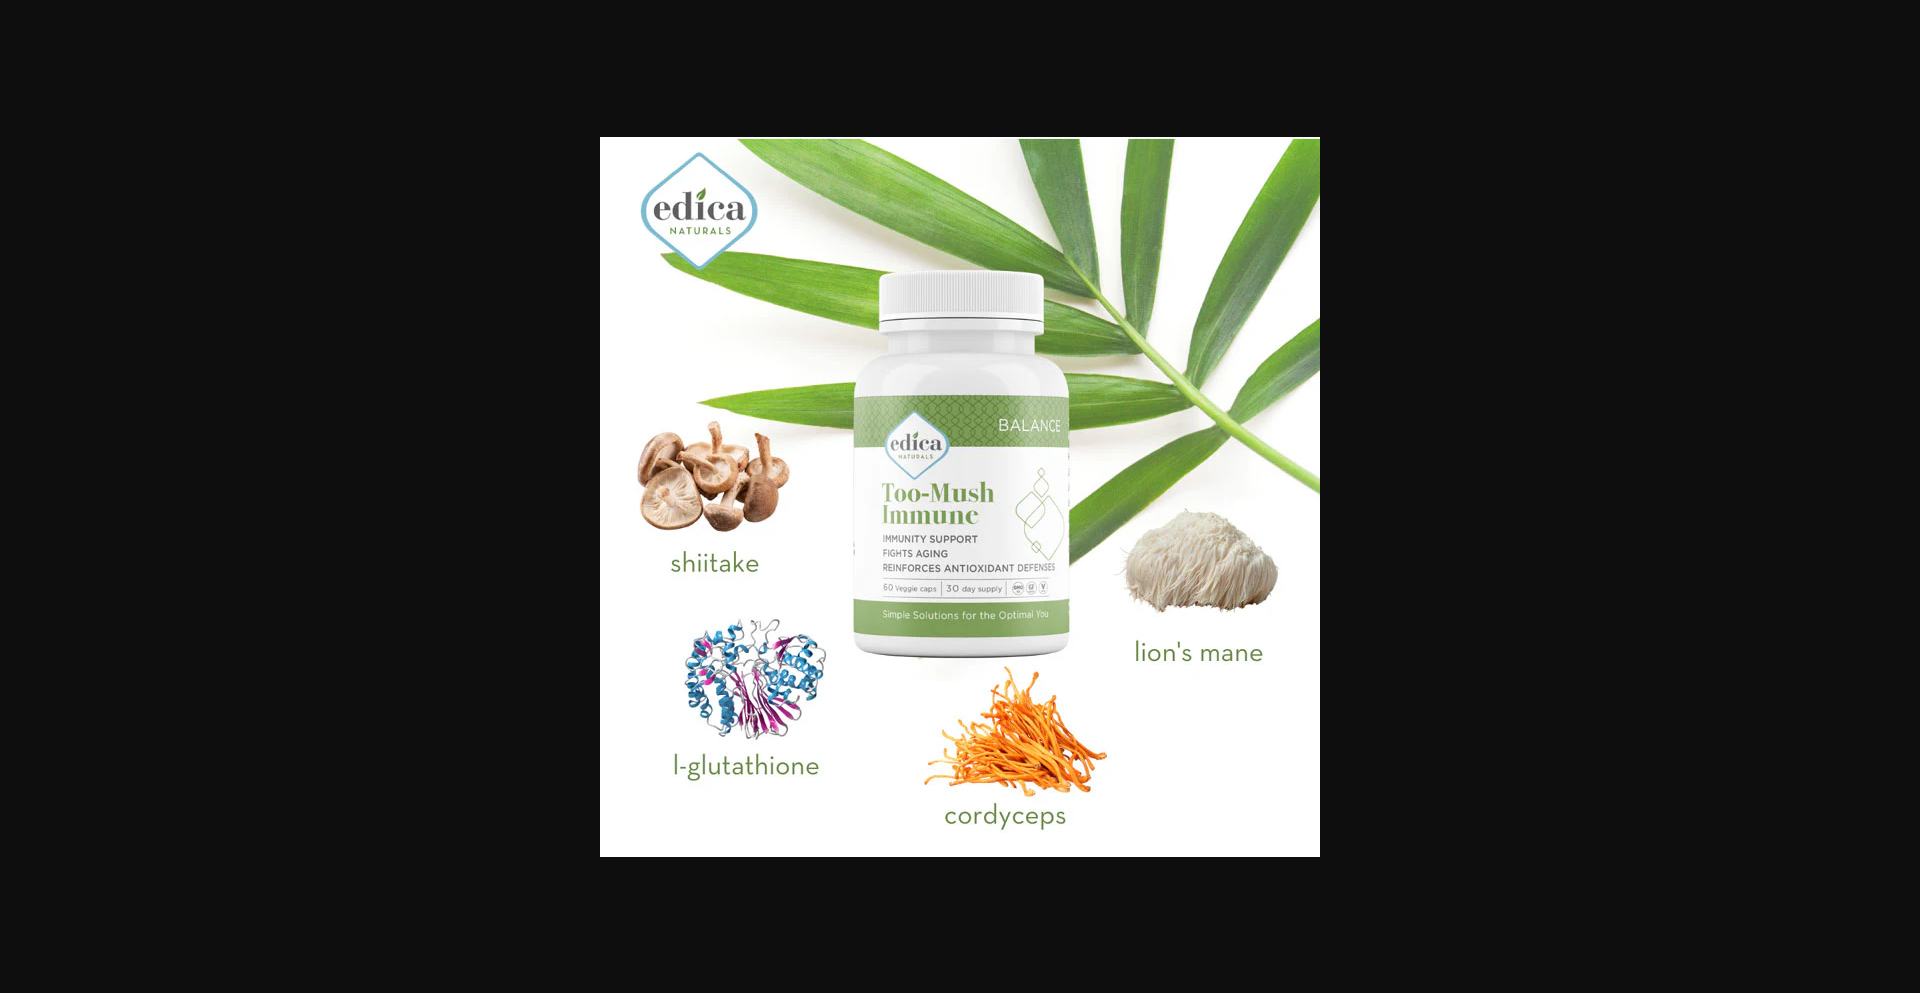 edica
NATURALS
BALANCE
edica
NATURALS
Too-Mush
Immune
IMMUNITY SUPPORT
FIGHTS AGING
REINFORCES ANTIOXIDANT DEFENSES
60 Veggie caps 30 day supply
Simple Solutions for the Optimal You
shiitake
lion's mane
l-glutathione
cordyceps